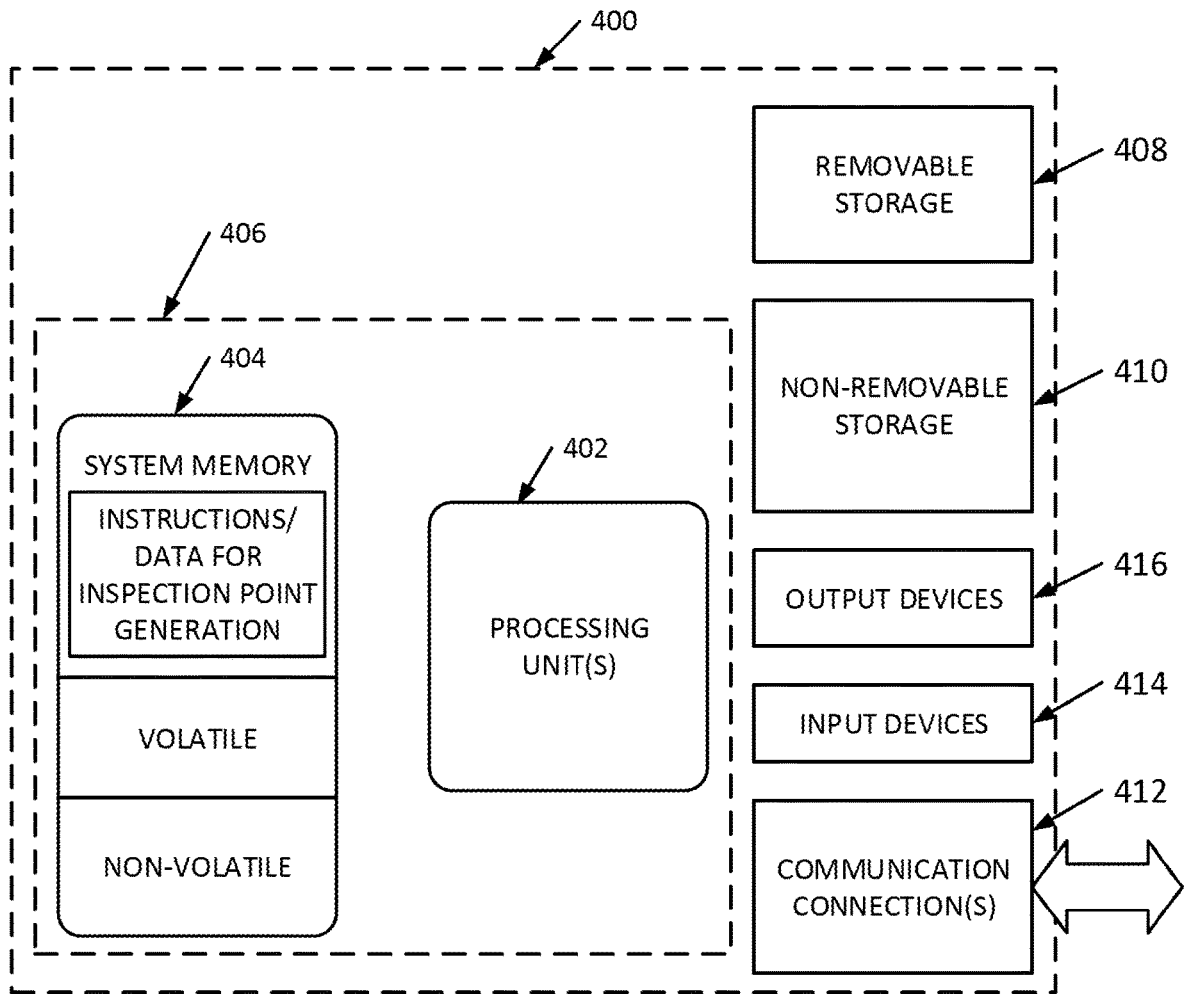 400
REMOVABLE
STORAGE
408
406
NON-REMOVABLE
STORAGE
410
404
SYSTEM MEMORY
INSTRUCTIONS/
DATA FOR
INSPECTION POINT
GENERATION
VOLATILE
NON-VOLATILE
402
PROCESSING
UNIT(S)
OUTPUT DEVICES
416
INPUT DEVICES
414
COMMUNICATION
CONNECTION(S)
412